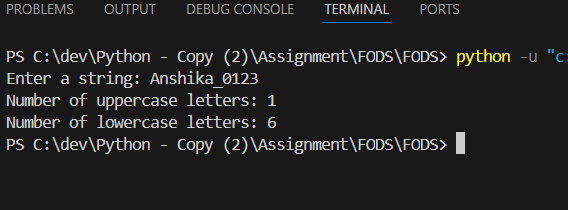 PROBLEMS OUTPUT DEBUG CONSOLE TERMINAL PORTS
PS C:\dev\Python - Copy (2)\Assignment\FODS\FODS> python -u "c:
Enter a string: Anshika_0123
Number of uppercase letters: 1
Number of lowercase letters: 6
PS C:\dev\Python - Copy (2)\Assignment\FODS\FODS>